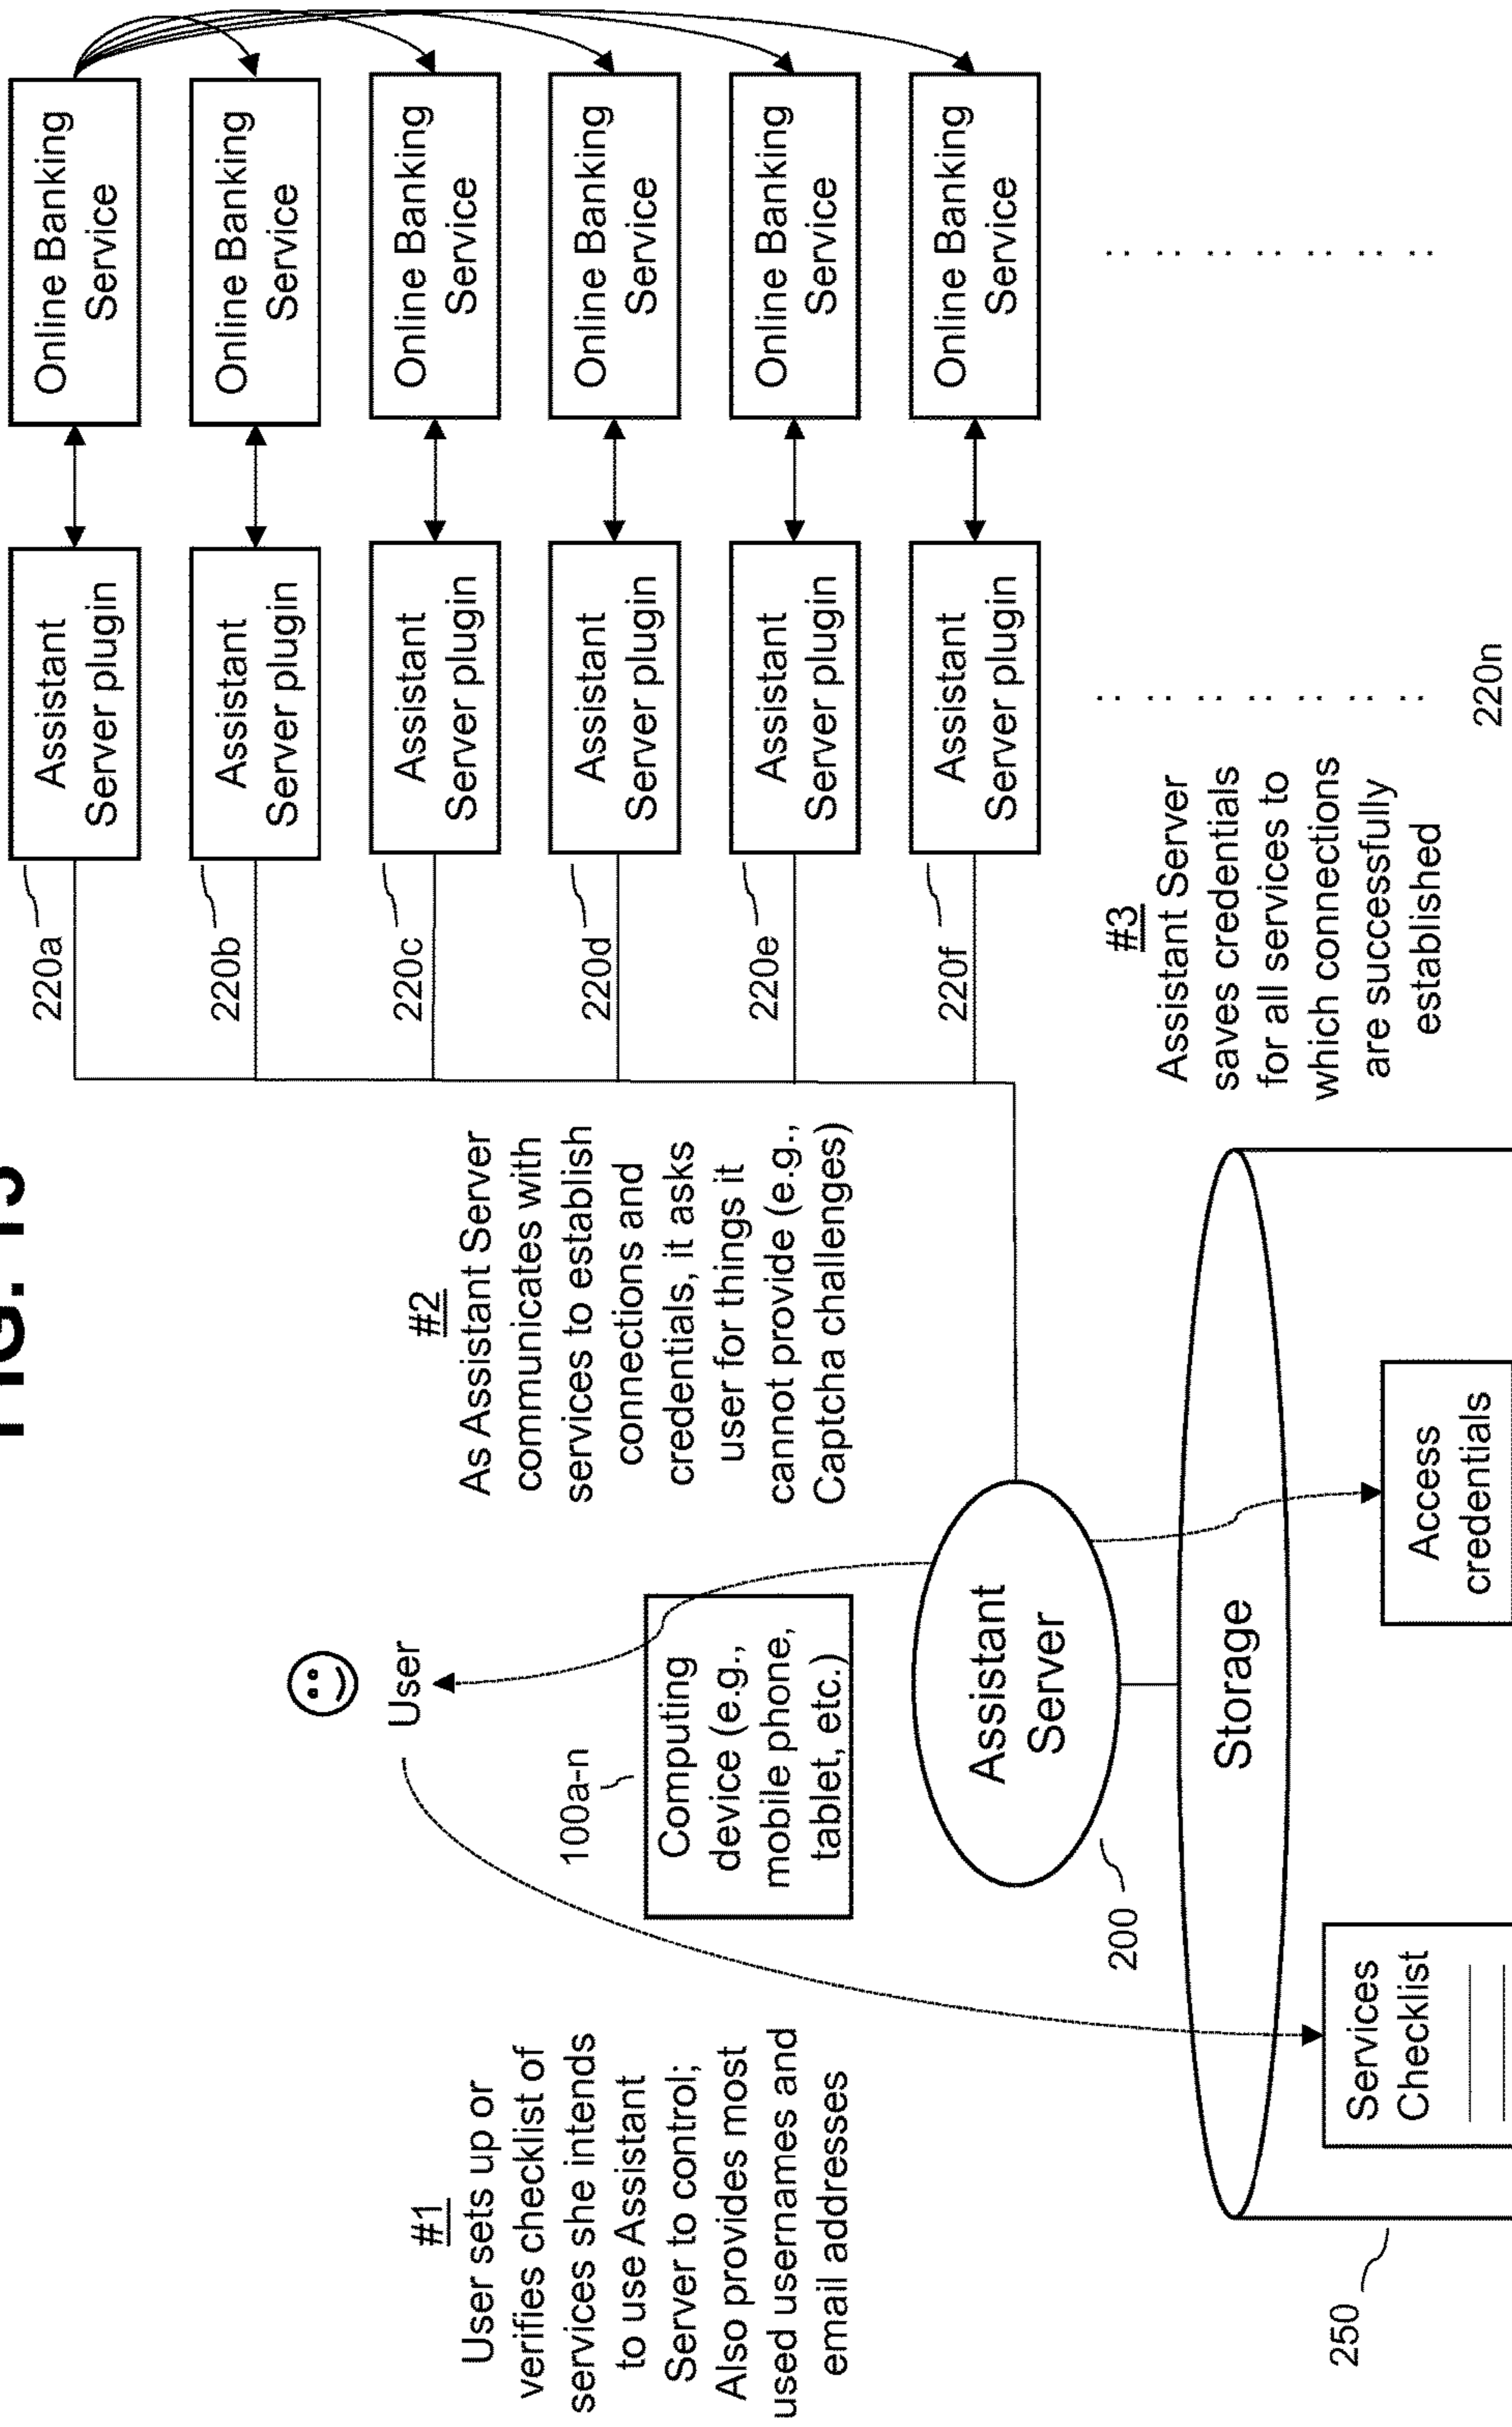 FIG.
#1
User sets up or
verifies checklist of
services she intends
to use Assistant
Server to control;
Also provides most
used usernames and
email addresses
User
100a-n
Computing
device (e.g.,
mobile phone,
tablet, etc.)
#2
As Assistant Server
communicates with
services to establish
connections and
credentials, it asks
user for things it
cannot provide (e.g.,
Captcha challenges)
Assistant
Server
200
Storage
250
Services
Checklist
Access
credentials
#3
Assistant Server
saves credentials
for all services to
which connections
are successfully
established
220a
Assistant
Server plugin
Online Banking
Service
220b
Assistant
Server plugin
Online Banking
Service
220c
Assistant
Server plugin
Online Banking
Service
220d
Assistant
Server plugin
Online Banking
Service
220e
Assistant
Server plugin
Online Banking
Service
220f
Assistant
Server plugin
Online Banking
Service
220n